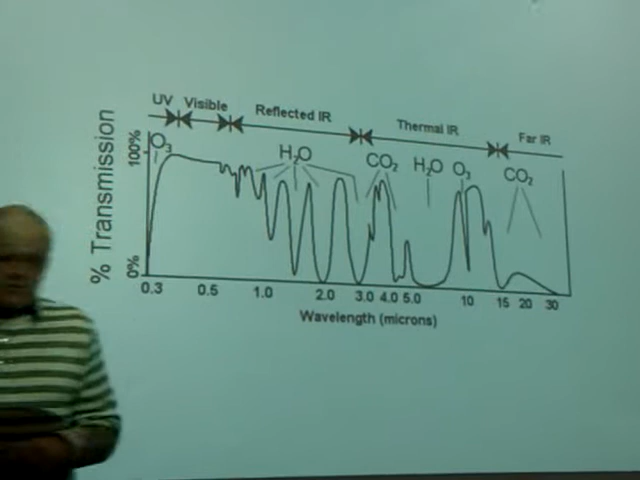 UV Visible Reflected IR Thermal IR Far IR
% Transmission
100%
0%
O₃ H₂O CO₂ H₂O O₃ CO₂
0.3 0.5 1.0 2.0 3.0 4.0 5.0 10 15 20 30
Wavelength (microns)